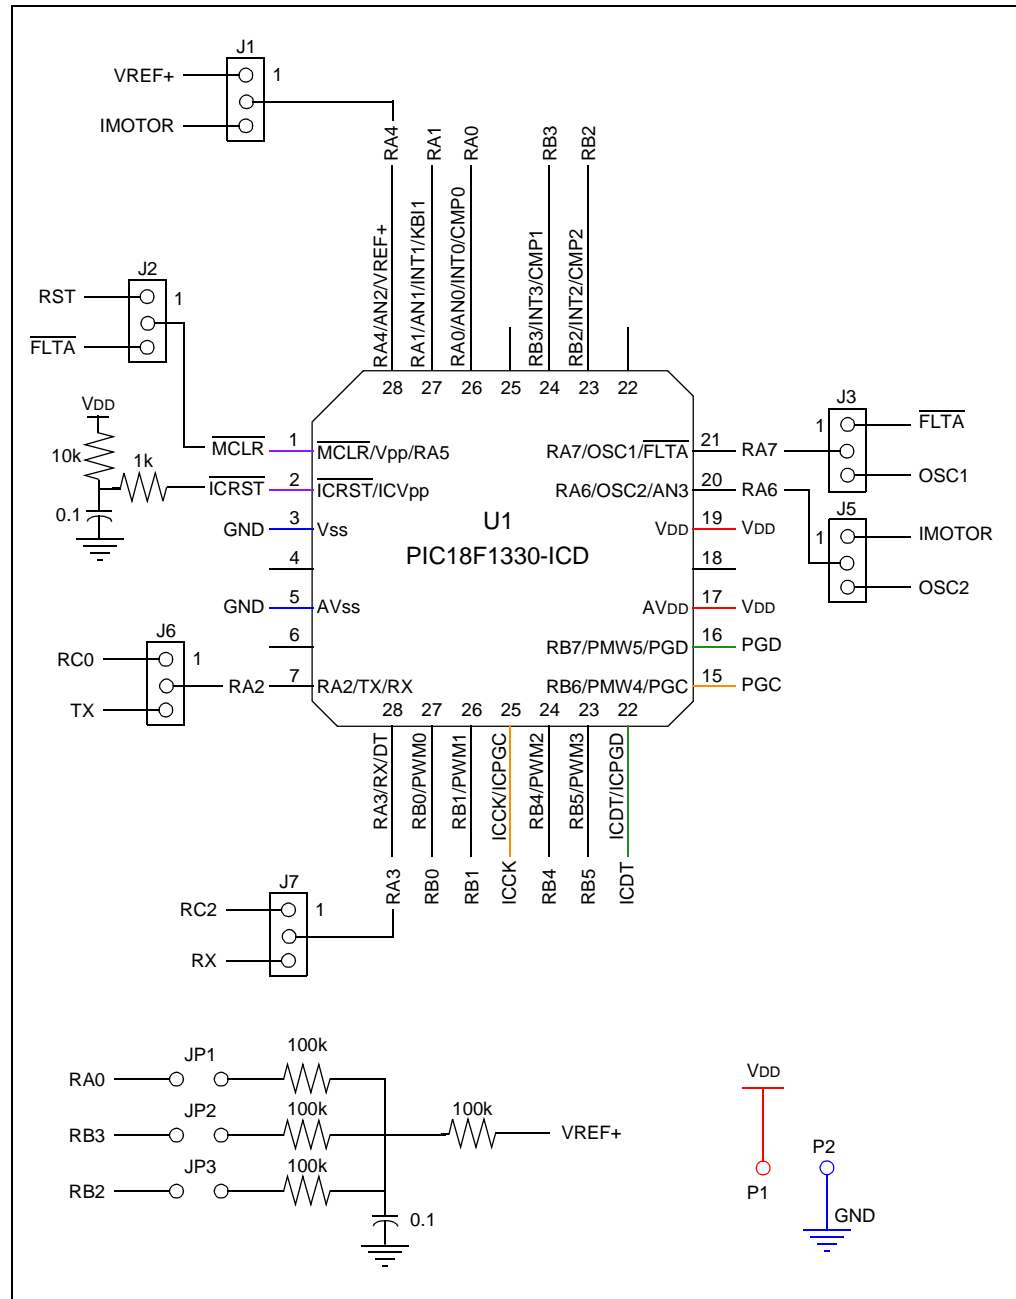 J1
VREF+
1
IMOTOR
RA4
RA1
RA0
RB3
RB2
RA4/AN2/VREF+
RA1/AN1/INT1/KBI1
RA0/AN0/INT0/CMP0
RB3/INT3/CMP1
RB2/INT2/CMP2
28 27 26 25 24 23 22
J2
RST
1
FLTA
VDD
10k
1k
0.1
MCLR 1 MCLR/Vpp/RA5
ICRST 2 ICRST/ICVpp
GND 3 Vss
4
GND 5 AVss
6
RA2 7 RA2/TX/RX
U1
PIC18F1330-ICD
RA7/OSC1/FLTA 21 RA7
RA6/OSC2/AN3 20 RA6
VDD 19 VDD
18
AVDD 17 VDD
RB7/PMW5/PGD 16 PGD
RB6/PMW4/PGC 15 PGC
J3
1
FLTA
OSC1
J5
1
IMOTOR
OSC2
J6
RC0
1
TX
28 27 26 25 24 23 22
RA3/RX/DT
RB0/PWM0
RB1/PWM1
ICCK/ICPGC
RB4/PWM2
RB5/PWM3
ICDT/ICPGD
RA3
RB0
RB1
ICCK
RB4
RB5
ICDT
J7
RC2
1
RX
RA0 JP1 100k
RB3 JP2 100k
RB2 JP3 100k
100k
VREF+
0.1
VDD
P1
P2
GND